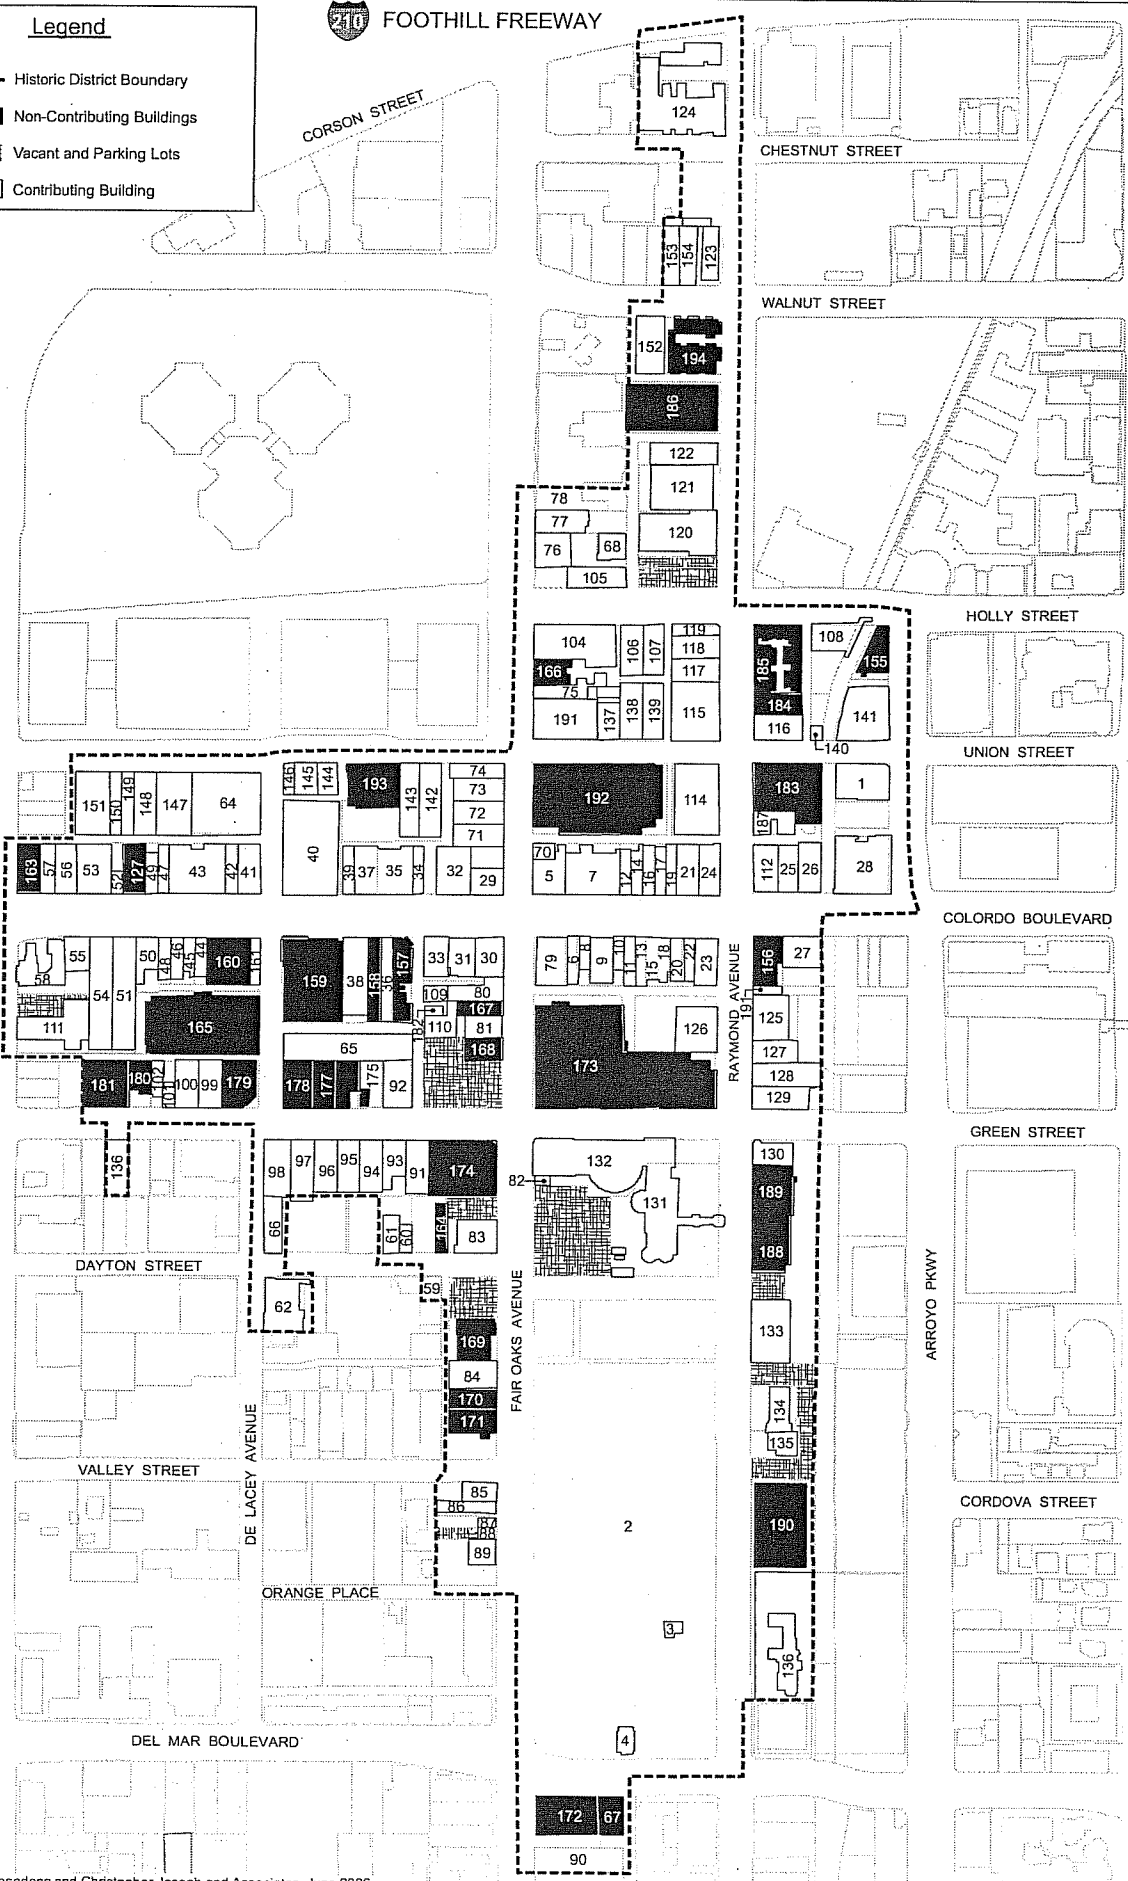 Legend
Historic District Boundary
Non-Contributing Buildings
Vacant and Parking Lots
Contributing Building
210 FOOTHILL FREEWAY
CORSON STREET
124
CHESTNUT STREET
153 154 123
WALNUT STREET
152 194
186
122
121
78
77
120
76 68
105
HOLLY STREET
104 106 107 119
118
117
166
75
191 137 138 139 115
185 108 155
184
116 141
140
UNION STREET
151 150 149 148 147 64
146 145 144 193 143 142 74
73
72
71
192 114 183 1
187
163 57 56 53 52 127 49 47 43 42 41
40 39 37 35 34 32 29
70
5 7 12 14 16 17 19 21 24
112 25 26 28
COLORDO BOULEVARD
58 55 54 51 50 48 46 45 44 160 161
159 38 158 36 157 33 31 30
79 6 8 9 10 11 13 15 18 20 22 23
RAYMOND AVENUE
156 27
191
111 165
109 80
182 167
110 81
168
65
173 126
125
127
128
129
181 180 102 101 100 99 179
178 177 175 92
GREEN STREET
136
98 97 96 95 94 93 91 174
132
82
131
130
189
188
66 61 60 164 83
DAYTON STREET
62
59
169
84
170
171
FAIR OAKS AVENUE
133
134
135
ARROYO PKWY
VALLEY STREET
DE LACEY AVENUE
85
86
87
88
89
2
190
CORDOVA STREET
ORANGE PLACE
3
136
4
DEL MAR BOULEVARD
172 67
90